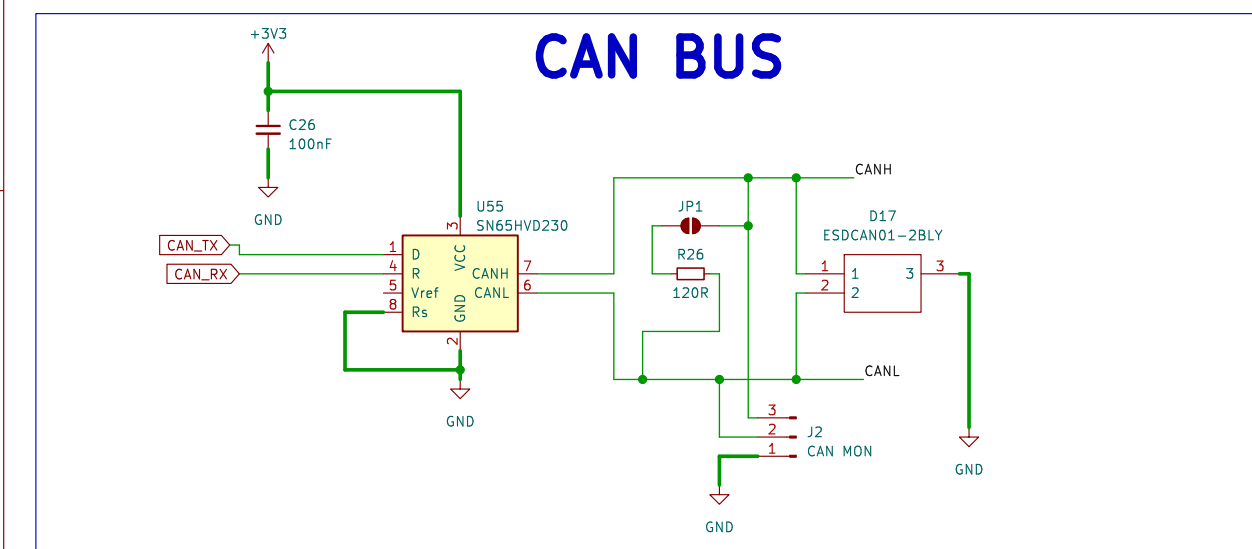 CAN BUS
+3V3
C26
100nF
GND
U55
SN65HVD230
CAN_TX
CAN_RX
1
4
5
8
D
R
Vref
Rs
3
VCC
GND
2
CANH
CANL
7
6
GND
JP1
R26
120R
CANH
CANL
D17
ESDCAN01-2BLY
1
2
1
2
3
3
GND
3
2
1
J2
CAN MON
GND